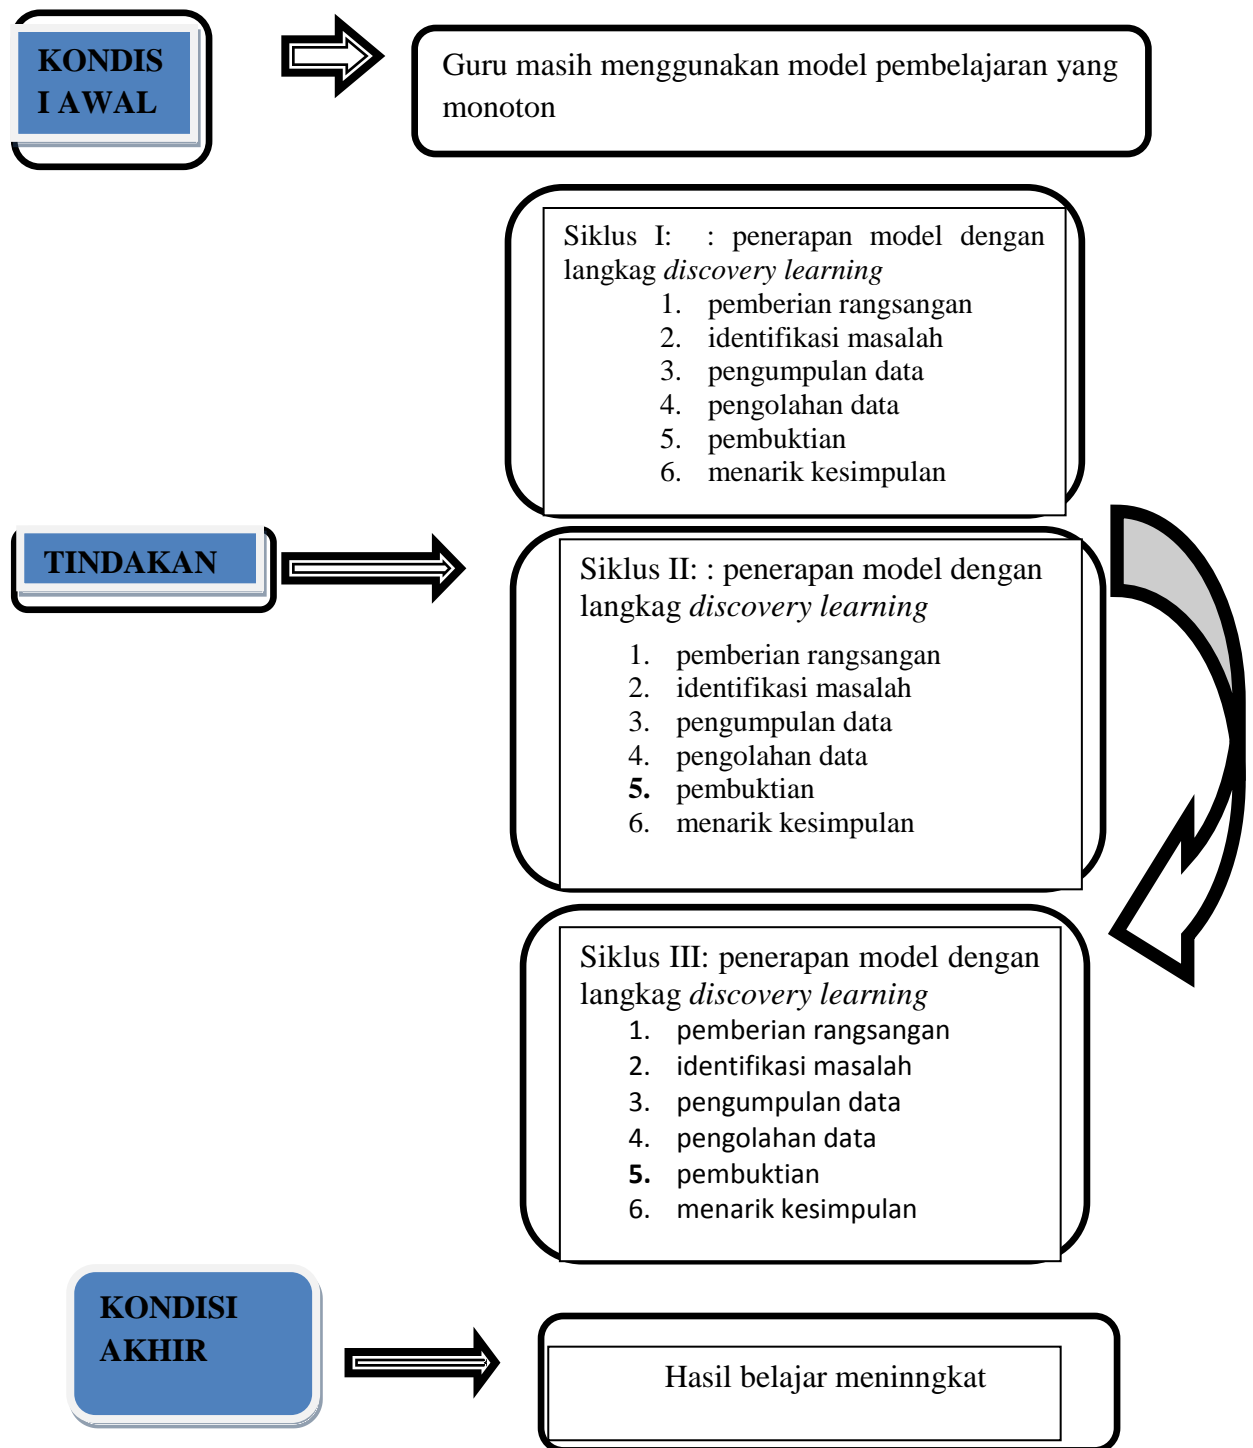 KONDIS
I AWAL
Guru masih menggunakan model pembelajaran yang
monoton
Siklus I: : penerapan model dengan
langkag discovery learning
1. pemberian rangsangan
2. identifikasi masalah
3. pengumpulan data
4. pengolahan data
5. pembuktian
6. menarik kesimpulan
TINDAKAN
Siklus II: : penerapan model dengan
langkag discovery learning
1. pemberian rangsangan
2. identifikasi masalah
3. pengumpulan data
4. pengolahan data
5. pembuktian
6. menarik kesimpulan
Siklus III: penerapan model dengan
langkag discovery learning
1. pemberian rangsangan
2. identifikasi masalah
3. pengumpulan data
4. pengolahan data
5. pembuktian
6. menarik kesimpulan
KONDISI
AKHIR
Hasil belajar meninngkat